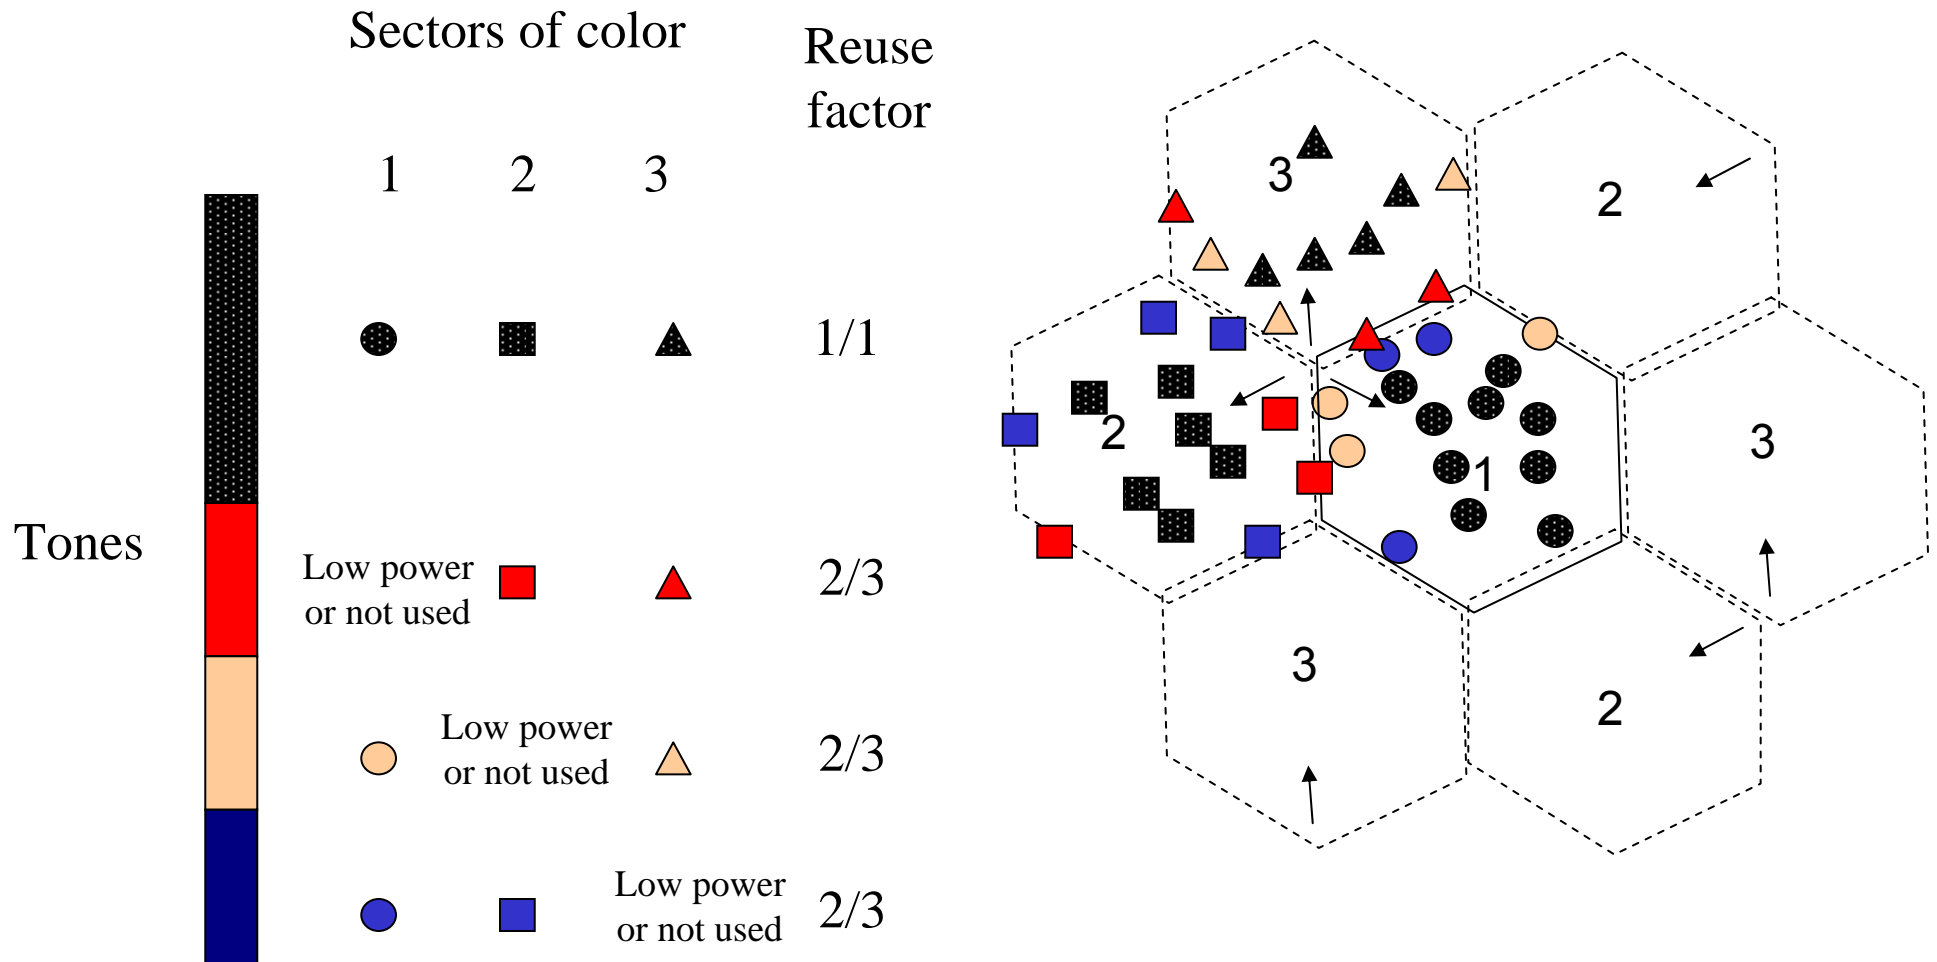 Sectors of color
Reuse
factor
1 2 3
1/1
Tones
Low power
or not used
2/3
Low power
or not used
2/3
Low power
or not used
2/3
3
2
2
1
3
3
2